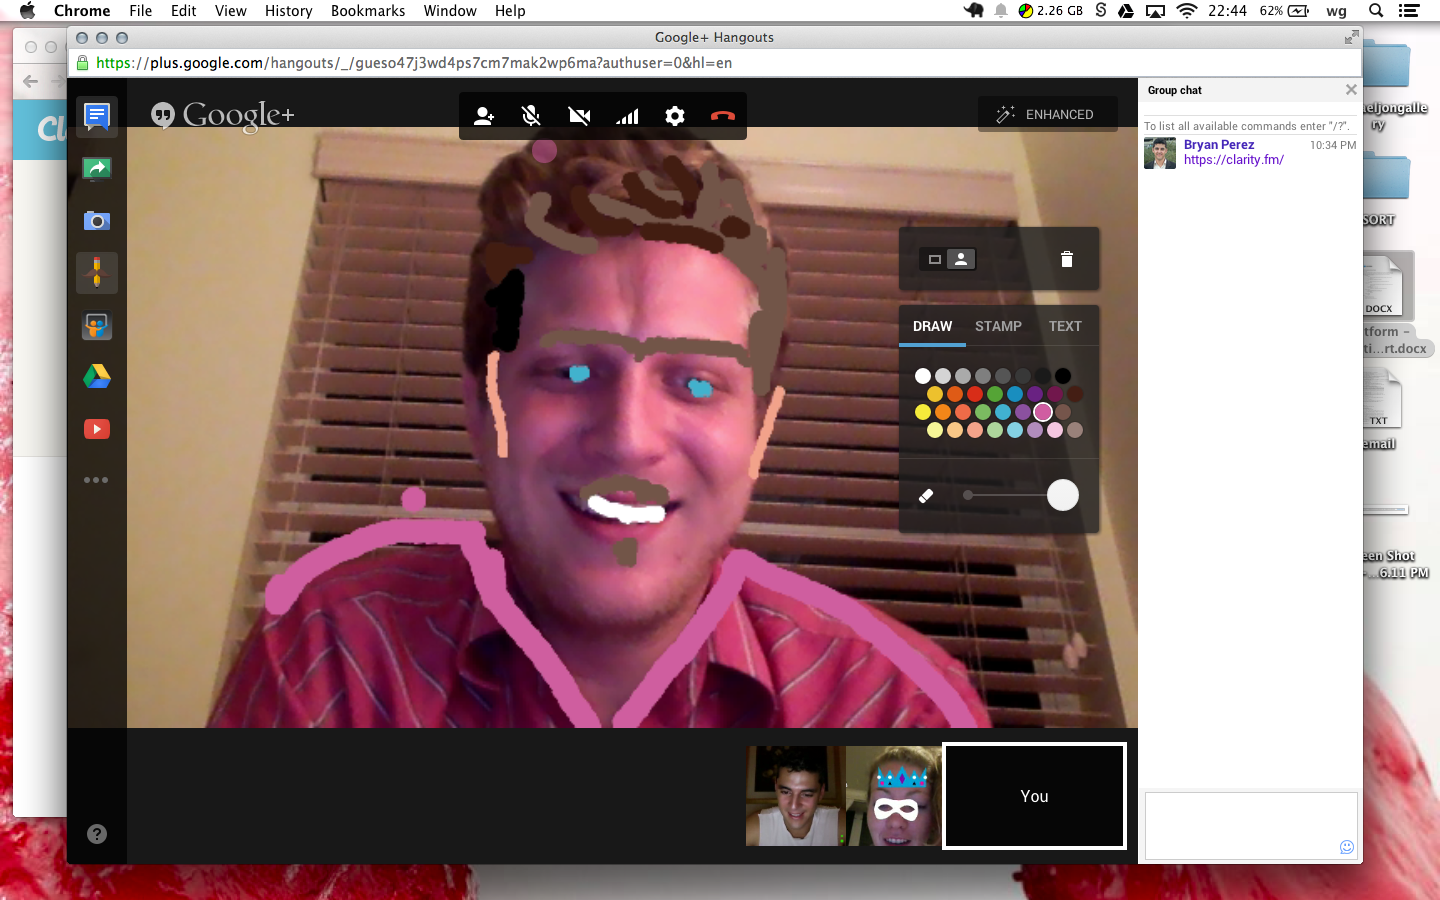 Chrome File Edit View History Bookmarks Window Help 2.26 GB 22:44 62% wg
Google+ Hangouts
https://plus.google.com/hangouts/_/gueso47j3wd4ps7cm7mak2wp6ma?authuser=0&hl=en
Google+
ENHANCED
Group chat
To list all available commands enter "/?".
Bryan Perez 10:34 PM
https://clarity.fm/
DRAW STAMP TEXT
You
?
Cl
eljongalle
ry
SORT
DOCX
tform –
ti...rt.docx
TXT
email
een Shot
-...6.11 PM